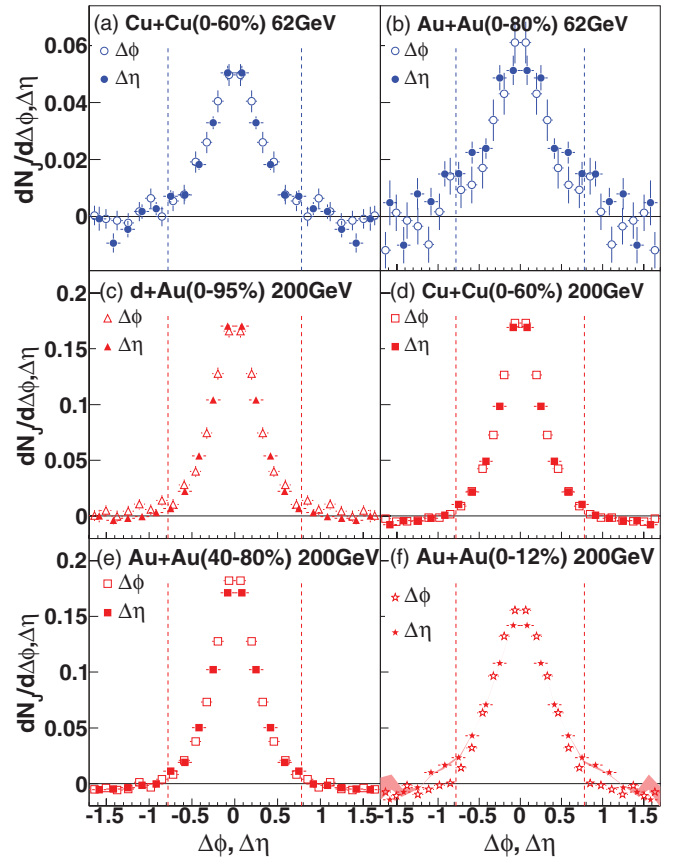 (a) Cu+Cu(0-60%) 62GeV
(b) Au+Au(0-80%) 62GeV
Δϕ
Δη
Δϕ
Δη
0.06
0.04
0.02
0
dN_J/dΔϕ,Δη
(c) d+Au(0-95%) 200GeV
(d) Cu+Cu(0-60%) 200GeV
Δϕ
Δη
Δϕ
Δη
0.2
0.15
0.1
0.05
0
dN_J/dΔϕ,Δη
(e) Au+Au(40-80%) 200GeV
(f) Au+Au(0-12%) 200GeV
Δϕ
Δη
Δϕ
Δη
0.2
0.15
0.1
0.05
0
dN_J/dΔϕ,Δη
-1.5 -1 -0.5 0 0.5 1 1.5
-1.5 -1 -0.5 0 0.5 1 1.5
Δϕ, Δη
Δϕ, Δη